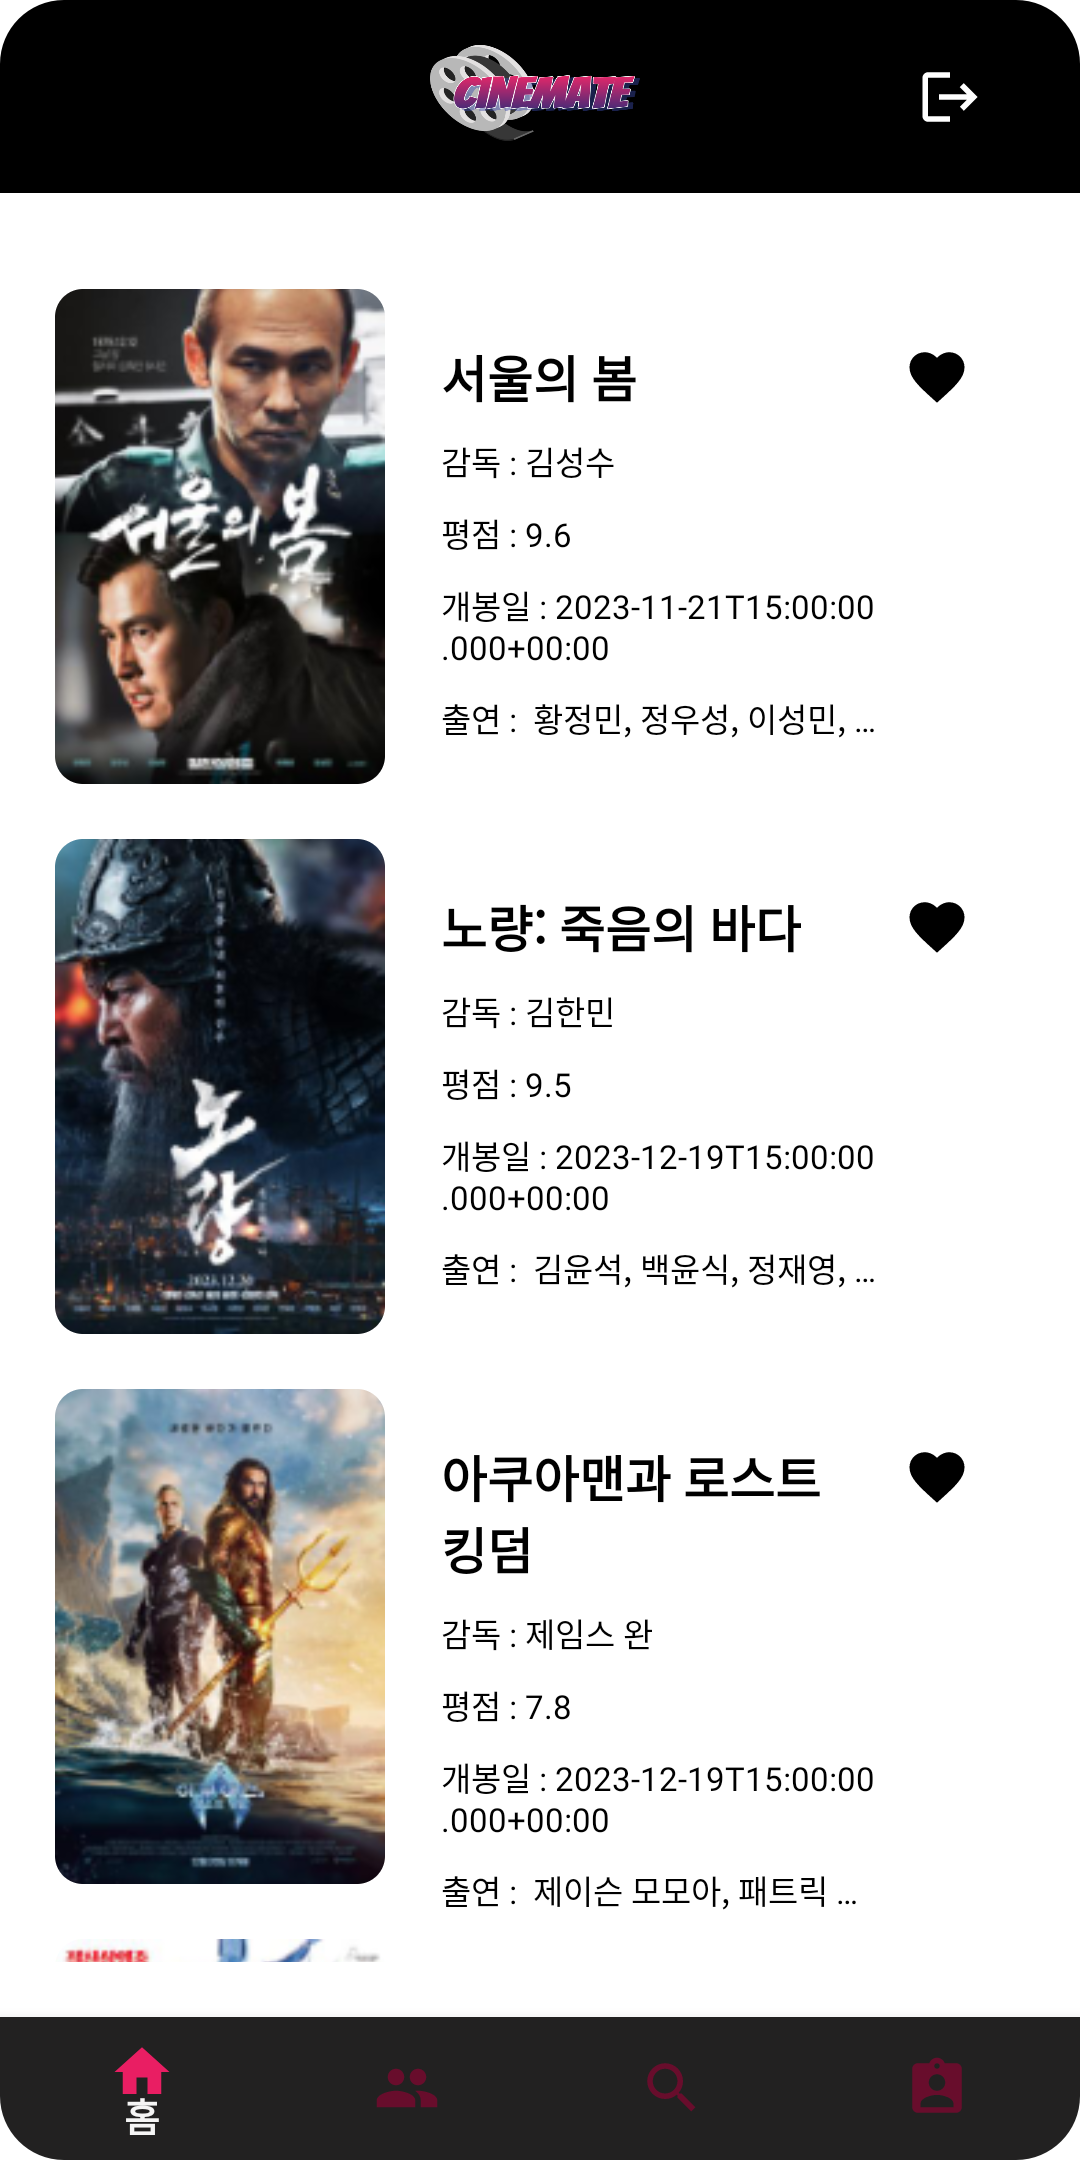 CINEMATE
서울의 봄
서울의 봄
감독 : 김성수
평점 : 9.6
개봉일 : 2023-11-21T15:00:00
.000+00:00
출연 :  황정민, 정우성, 이성민, ...
노량
2023.12.20
노량: 죽음의 바다
감독 : 김한민
평점 : 9.5
개봉일 : 2023-12-19T15:00:00
.000+00:00
출연 :  김윤석, 백윤식, 정재영, ...
아쿠아맨과 로스트
킹덤
감독 : 제임스 완
평점 : 7.8
개봉일 : 2023-12-19T15:00:00
.000+00:00
출연 :  제이슨 모모아, 패트릭 ...
홈